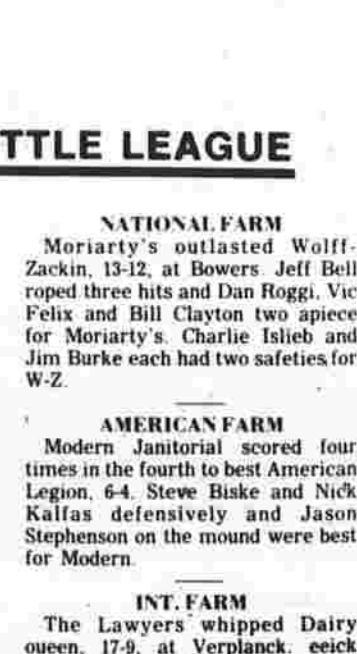 TTLE LEAGUE
NATIONAL FARM
Moriarty's outlasted Wolff-
Zackin, 13-12, at Bowers. Jeff Bell
roped three hits and Dan Roggi, Vic
Felix and Bill Clayton two apiece
for Moriarty's. Charlie Islieb and
Jim Burke each had two safeties for
W-Z.
AMERICAN FARM
Modern Janitorial scored four
times in the fourth to best American
Legion, 6-4. Steve Biske and Nick
Kalfas defensively and Jason
Stephenson on the mound were best
for Modern.
INT. FARM
The Lawyers whipped Dairy
queen, 17-9, at Verplanck. eeick